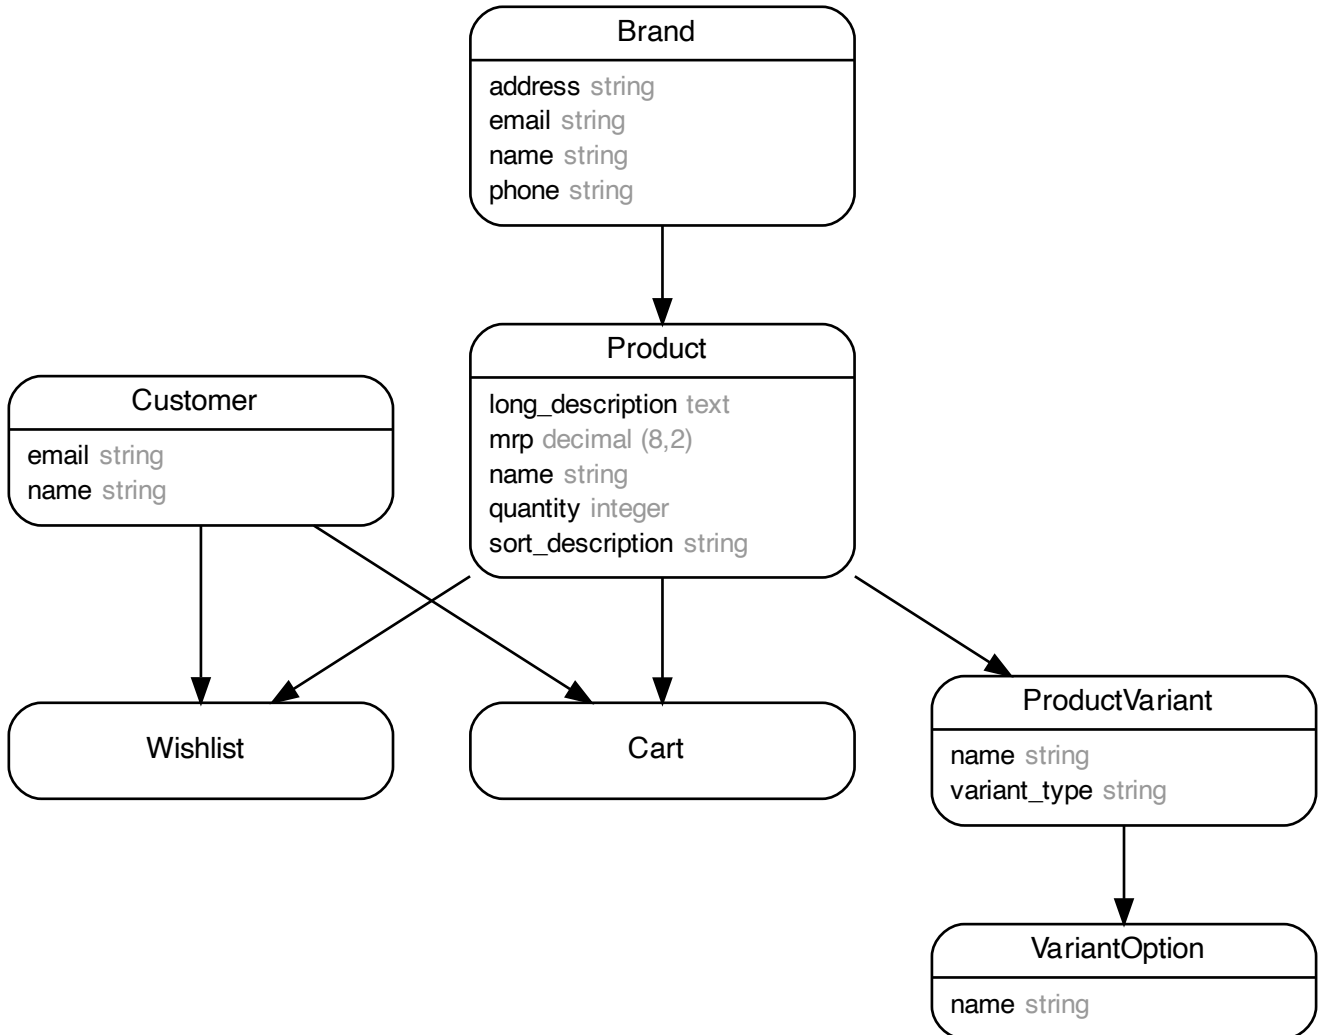 Brand
address string
email string
name string
phone string
Product
long_description text
mrp decimal (8,2)
name string
quantity integer
sort_description string
Customer
email string
name string
Wishlist
Cart
ProductVariant
name string
variant_type string
VariantOption
name string